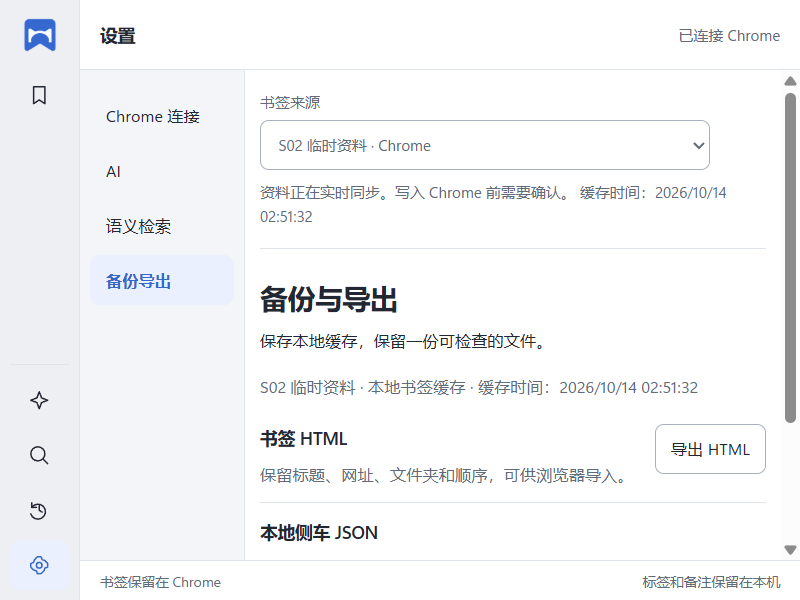 设置
已连接 Chrome
Chrome 连接
AI
语义检索
备份导出
书签来源
S02 临时资料 · Chrome
资料正在实时同步。写入 Chrome 前需要确认。 缓存时间：2026/10/14
02:51:32
备份与导出
保存本地缓存，保留一份可检查的文件。
S02 临时资料 · 本地书签缓存 · 缓存时间：2026/10/14 02:51:32
书签 HTML
导出 HTML
保留标题、网址、文件夹和顺序，可供浏览器导入。
本地侧车 JSON
书签保留在 Chrome
标签和备注保留在本机